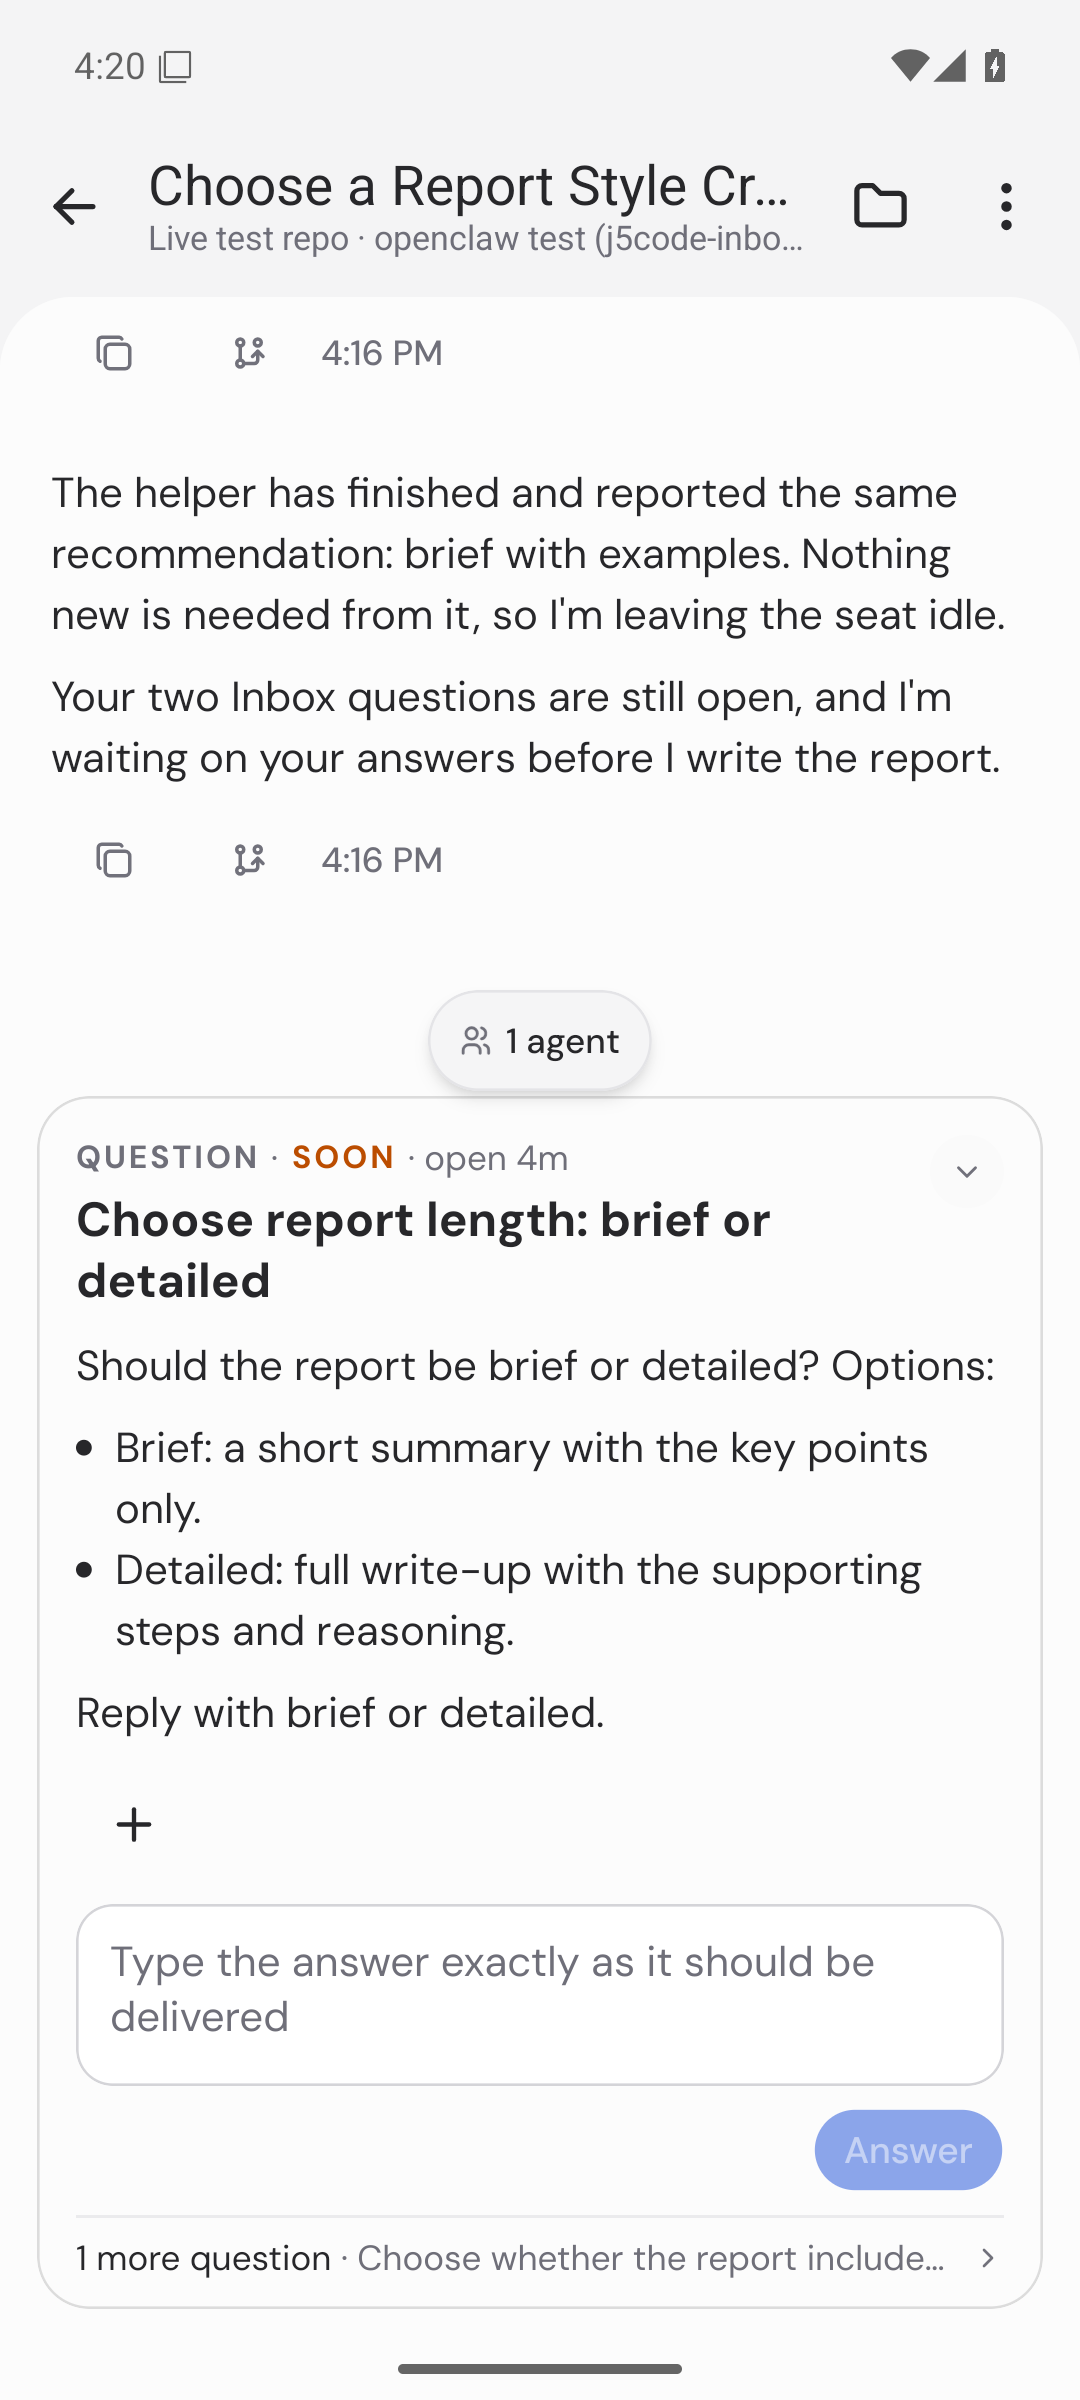 4:20
Choose a Report Style Cr...
Live test repo · openclaw test (j5code-inbo...
4:16 PM
The helper has finished and reported the same
recommendation: brief with examples. Nothing
new is needed from it, so I'm leaving the seat idle.
Your two Inbox questions are still open, and I'm
waiting on your answers before I write the report.
4:16 PM
1 agent
QUESTION · SOON · open 4m
Choose report length: brief or
detailed
Should the report be brief or detailed? Options:
• Brief: a short summary with the key points
only.
• Detailed: full write-up with the supporting
steps and reasoning.
Reply with brief or detailed.
Type the answer exactly as it should be
delivered
Answer
1 more question · Choose whether the report include...